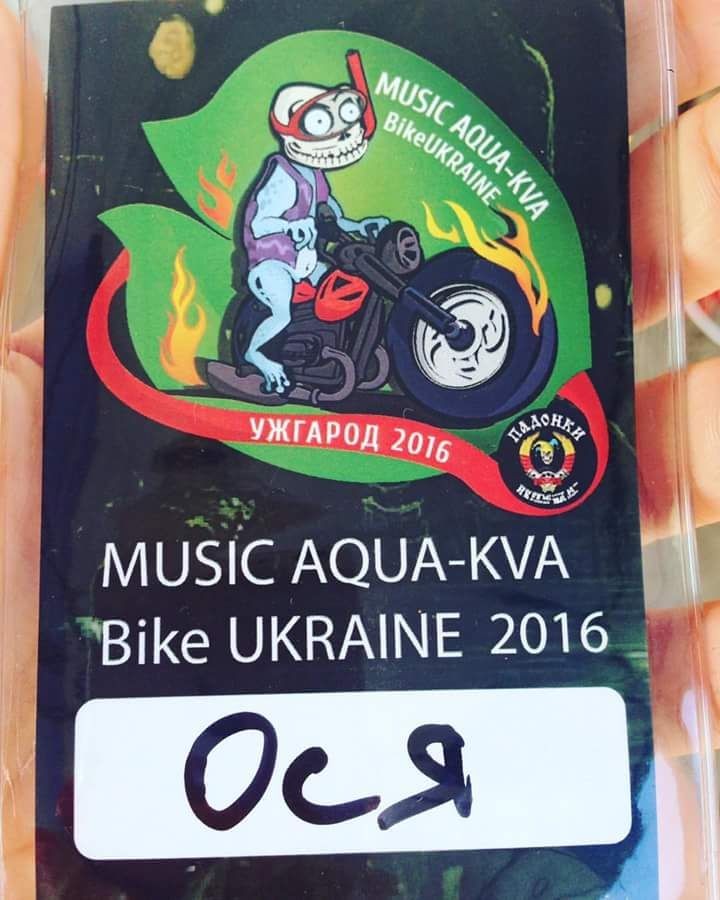 MUSIC AQUA-KVA
BikeUKRAINE
УЖГАРОД 2016
ПАДОНКИ
MUSIC AQUA-KVA
Bike UKRAINE 2016
Ося